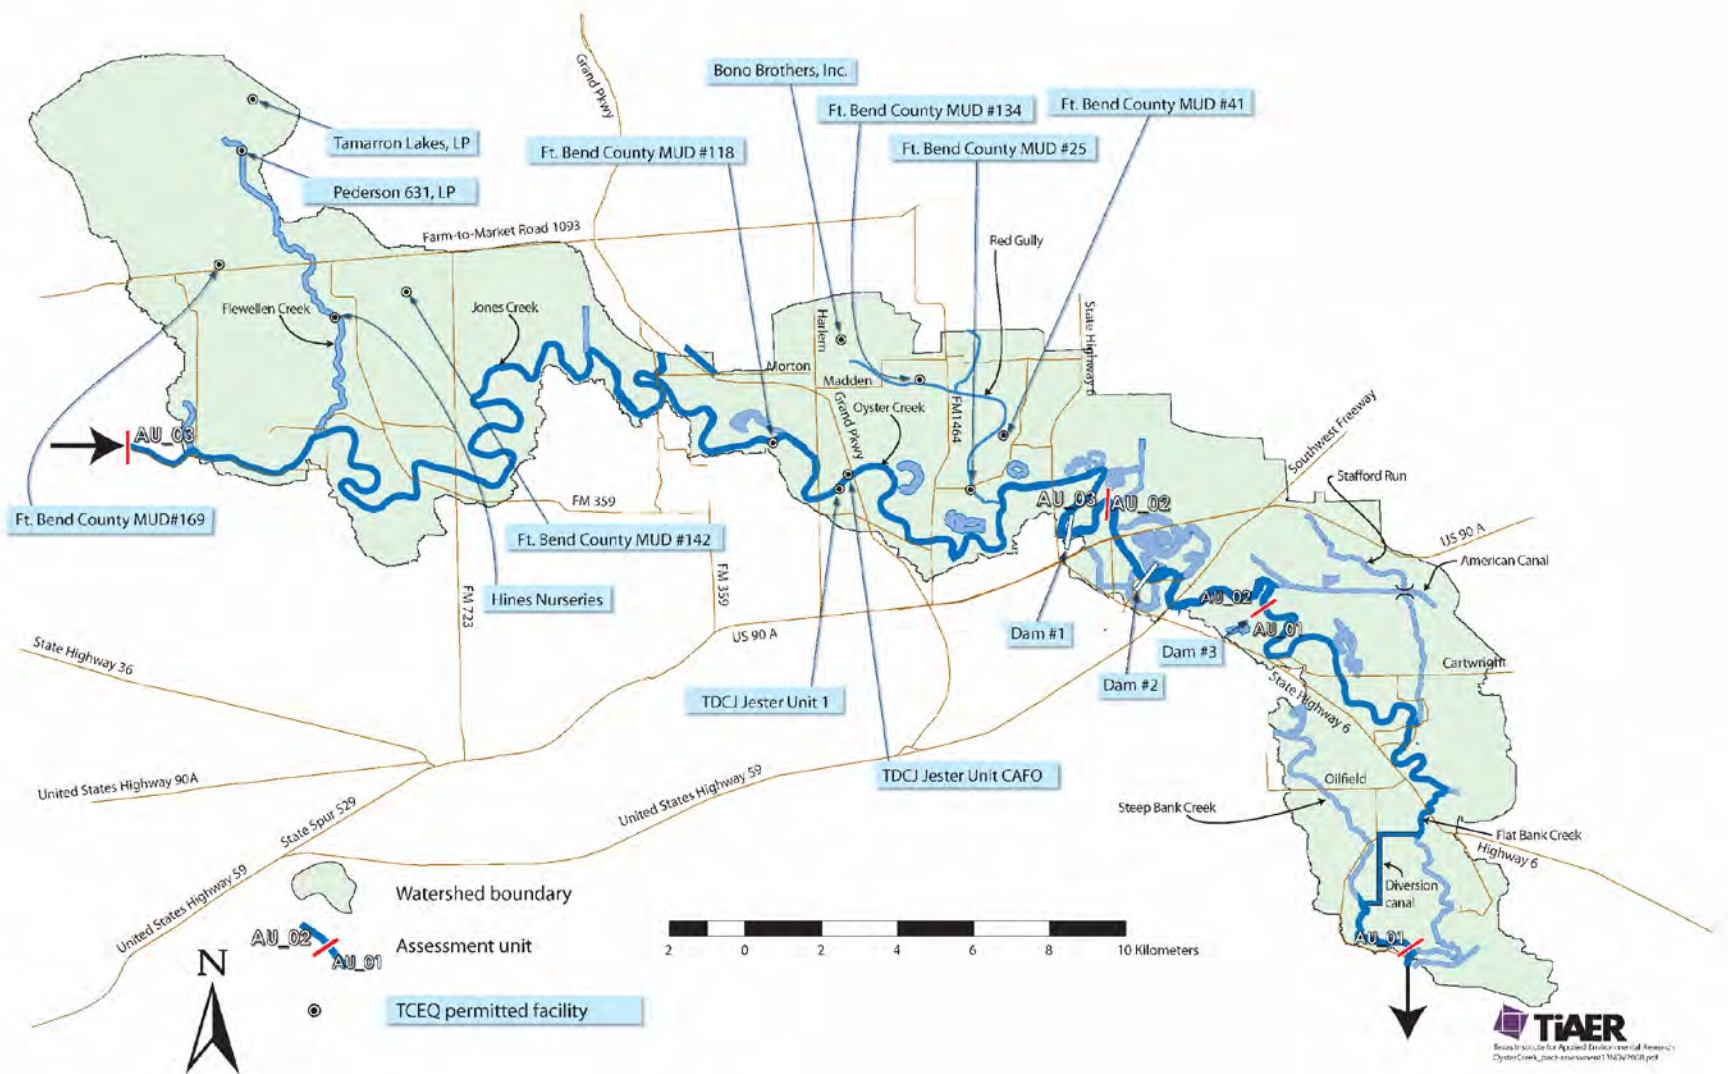 Grand Pkwy
Bono Brothers, Inc.
Ft. Bend County MUD #134
Ft. Bend County MUD #41
Tamarron Lakes, LP
Ft. Bend County MUD #118
Ft. Bend County MUD #25
Pederson 631, LP
Farm-to-Market Road 1093
Red Gully
Flewellen Creek
Jones Creek
Harlem
State Highway 6
Morton
Madden
Grand Pkwy
Oyster Creek
FM1464
Southwest Freeway
AU_03
Stafford Run
FM 359
AU_03
AU_02
Ft. Bend County MUD#169
Ft. Bend County MUD #142
US 90 A
American Canal
Hines Nurseries
FM 723
FM 359
US 90 A
AU_02
AU_01
Dam #1
Dam #3
Dam #2
State Highway 36
Cartwright
State Highway 6
TDCJ Jester Unit 1
TDCJ Jester Unit CAFO
Oilfield
United States Highway 90A
State Spur 529
United States Highway 59
Steep Bank Creek
Flat Bank Creek
Highway 6
Diversion
canal
United States Highway 59
Watershed boundary
AU_02
AU_01
Assessment unit
AU_01
2 0 2 4 6 8 10 Kilometers
N
TCEQ permitted facility
TiAER
Texas Institute for Applied Environmental Research